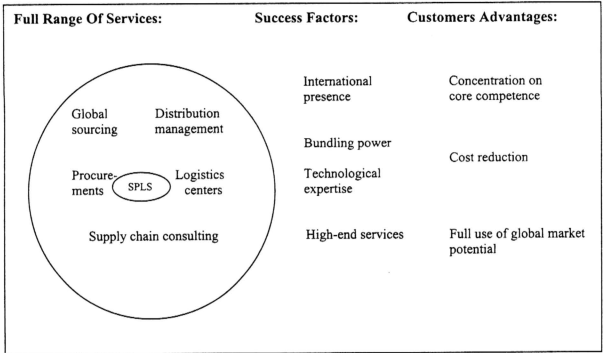 Full Range Of Services:
Success Factors:
Customers Advantages:
Global
sourcing
Distribution
management
Procure-
ments
SPLS
Logistics
centers
Supply chain consulting
International
presence
Bundling power
Technological
expertise
High-end services
Concentration on
core competence
Cost reduction
Full use of global market
potential